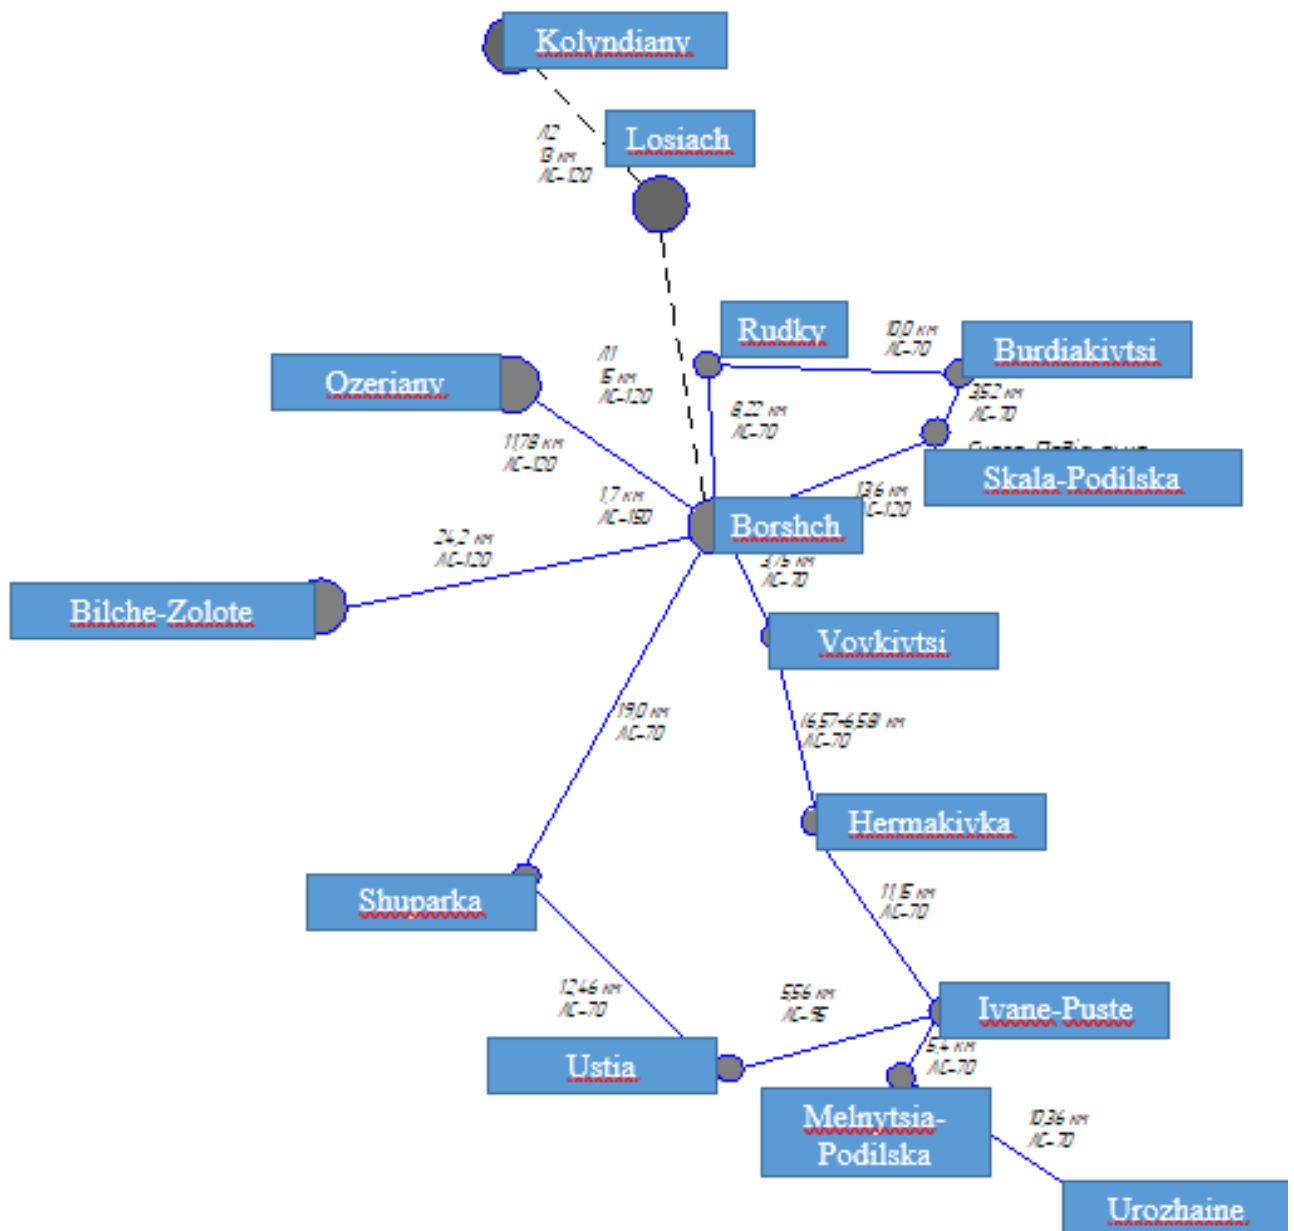 Kolyndiany
Л2
13 км
АС-120
Losiach
Rudky
10,0 км
АС-70
Burdiakivtsi
Л1
15 км
АС-120
Ozeriany
3,52 км
АС-70
8,22 км
АС-70
11,78 км
АС-120
Skala-Podilska
1,7 км
АС-150
Borshch
13,6 км
АС-120
24,2 км
АС-120
3,75 км
АС-70
Bilche-Zolote
Vovkivtsi
19,0 км
АС-70
16,57+6,581 км
АС-70
Hermakivka
Shuparka
11,15 км
АС-70
12,46 км
АС-70
5,56 км
АС-95
Ivane-Puste
Ustia
5,4 км
АС-70
Melnytsia-
Podilska
10,36 км
АС-70
Urozhaine